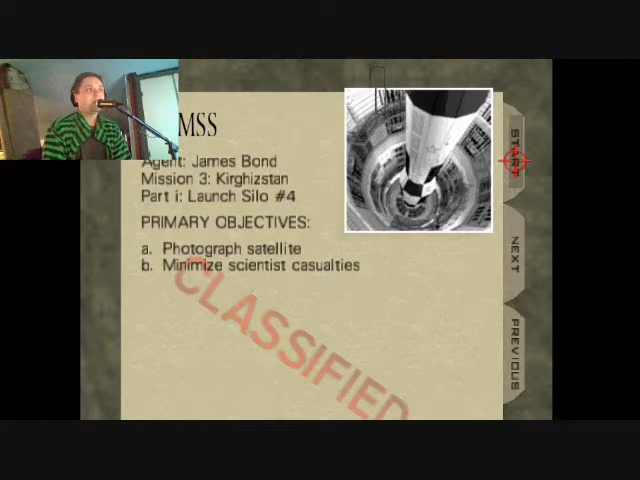 MSS
Agent: James Bond
Mission 3: Kirghizstan
Part i: Launch Silo #4
PRIMARY OBJECTIVES:
a. Photograph satellite
b. Minimize scientist casualties
CLASSIFIED
START
NEXT
PREVIOUS